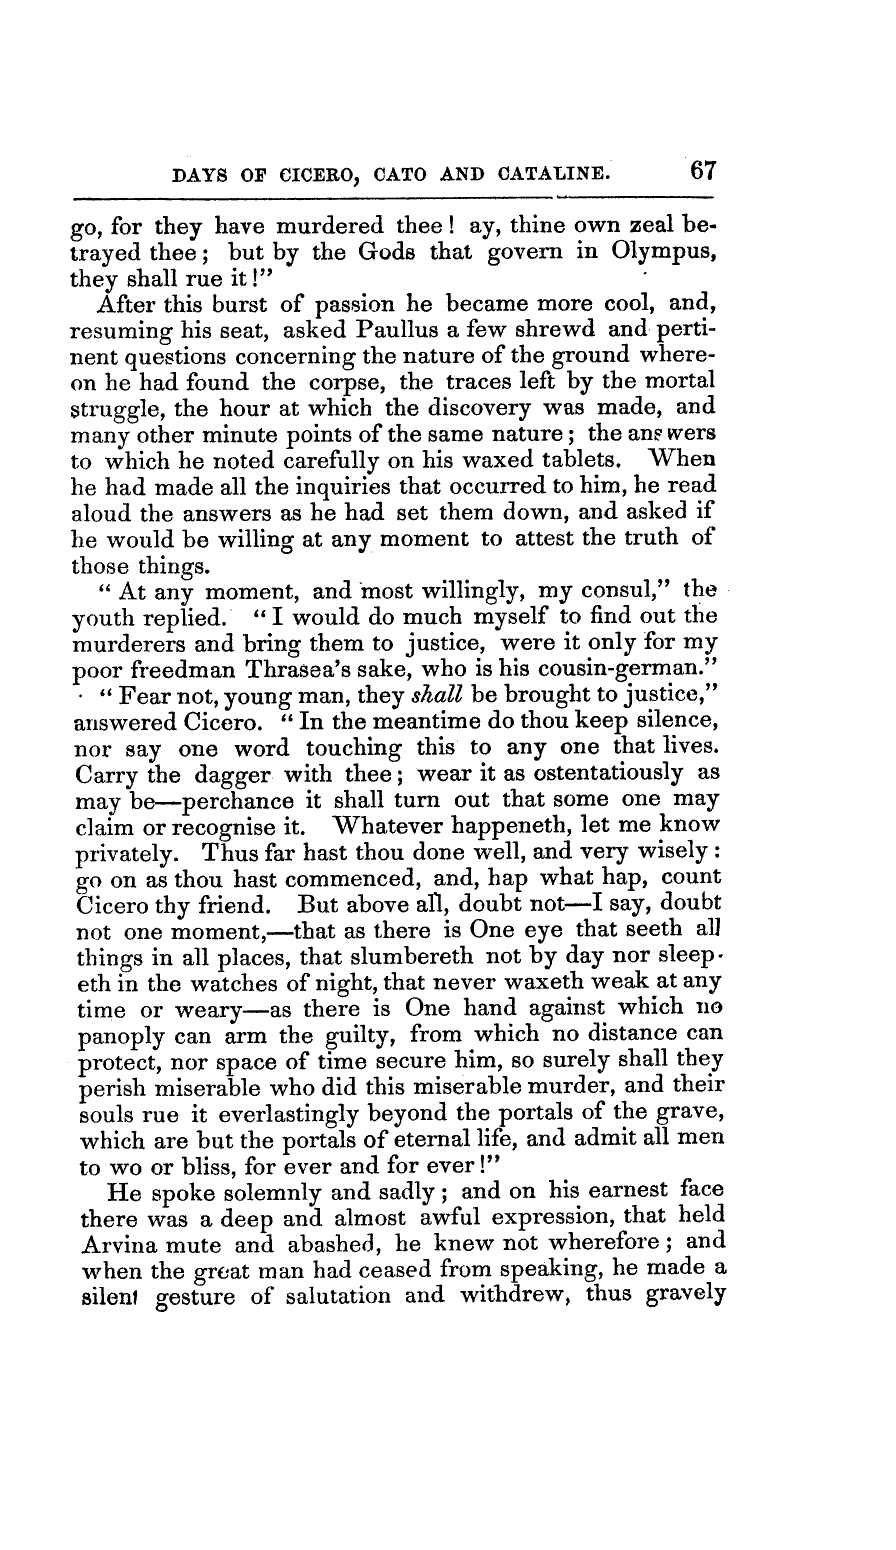 DAYS OF CICERO, CATO AND CATALINE. 67
go, for they have murdered thee! ay, thine own zeal be-
trayed thee; but by the Gods that govern in Olympus,
they shall rue it!”
After this burst of passion he became more cool, and,
resuming his seat, asked Paullus a few shrewd and perti-
nent questions concerning the nature of the ground where-
on he had found the corpse, the traces left by the mortal
struggle, the hour at which the discovery was made, and
many other minute points of the same nature; the answers
to which he noted carefully on his waxed tablets. When
he had made all the inquiries that occurred to him, he read
aloud the answers as he had set them down, and asked if
he would be willing at any moment to attest the truth of
those things.
“At any moment, and most willingly, my consul,” the
youth replied. “I would do much myself to find out the
murderers and bring them to justice, were it only for my
poor freedman Thrasea’s sake, who is his cousin-german.”
“Fear not, young man, they shall be brought to justice,”
answered Cicero. “In the meantime do thou keep silence,
nor say one word touching this to any one that lives.
Carry the dagger with thee; wear it as ostentatiously as
may be—perchance it shall turn out that some one may
claim or recognise it. Whatever happeneth, let me know
privately. Thus far hast thou done well, and very wisely:
go on as thou hast commenced, and, hap what hap, count
Cicero thy friend. But above all, doubt not—I say, doubt
not one moment,—that as there is One eye that seeth all
things in all places, that slumbereth not by day nor sleep-
eth in the watches of night, that never waxeth weak at any
time or weary—as there is One hand against which no
panoply can arm the guilty, from which no distance can
protect, nor space of time secure him, so surely shall they
perish miserable who did this miserable murder, and their
souls rue it everlastingly beyond the portals of the grave,
which are but the portals of eternal life, and admit all men
to wo or bliss, for ever and for ever!”
He spoke solemnly and sadly; and on his earnest face
there was a deep and almost awful expression, that held
Arvina mute and abashed, he knew not wherefore; and
when the great man had ceased from speaking, he made a
silent gesture of salutation and withdrew, thus gravely